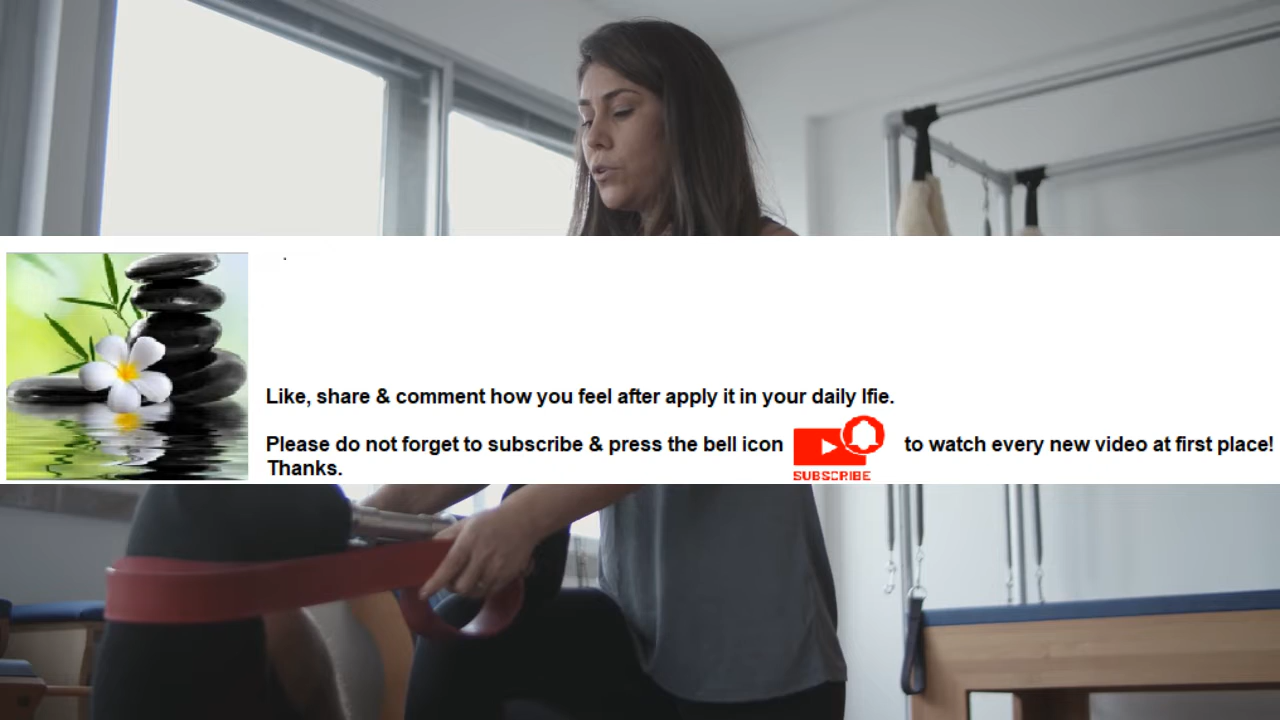 .
Like, share & comment how you feel after apply it in your daily lfie.
Please do not forget to subscribe & press the bell icon SUBSCRIBE to watch every new video at first place!
Thanks.